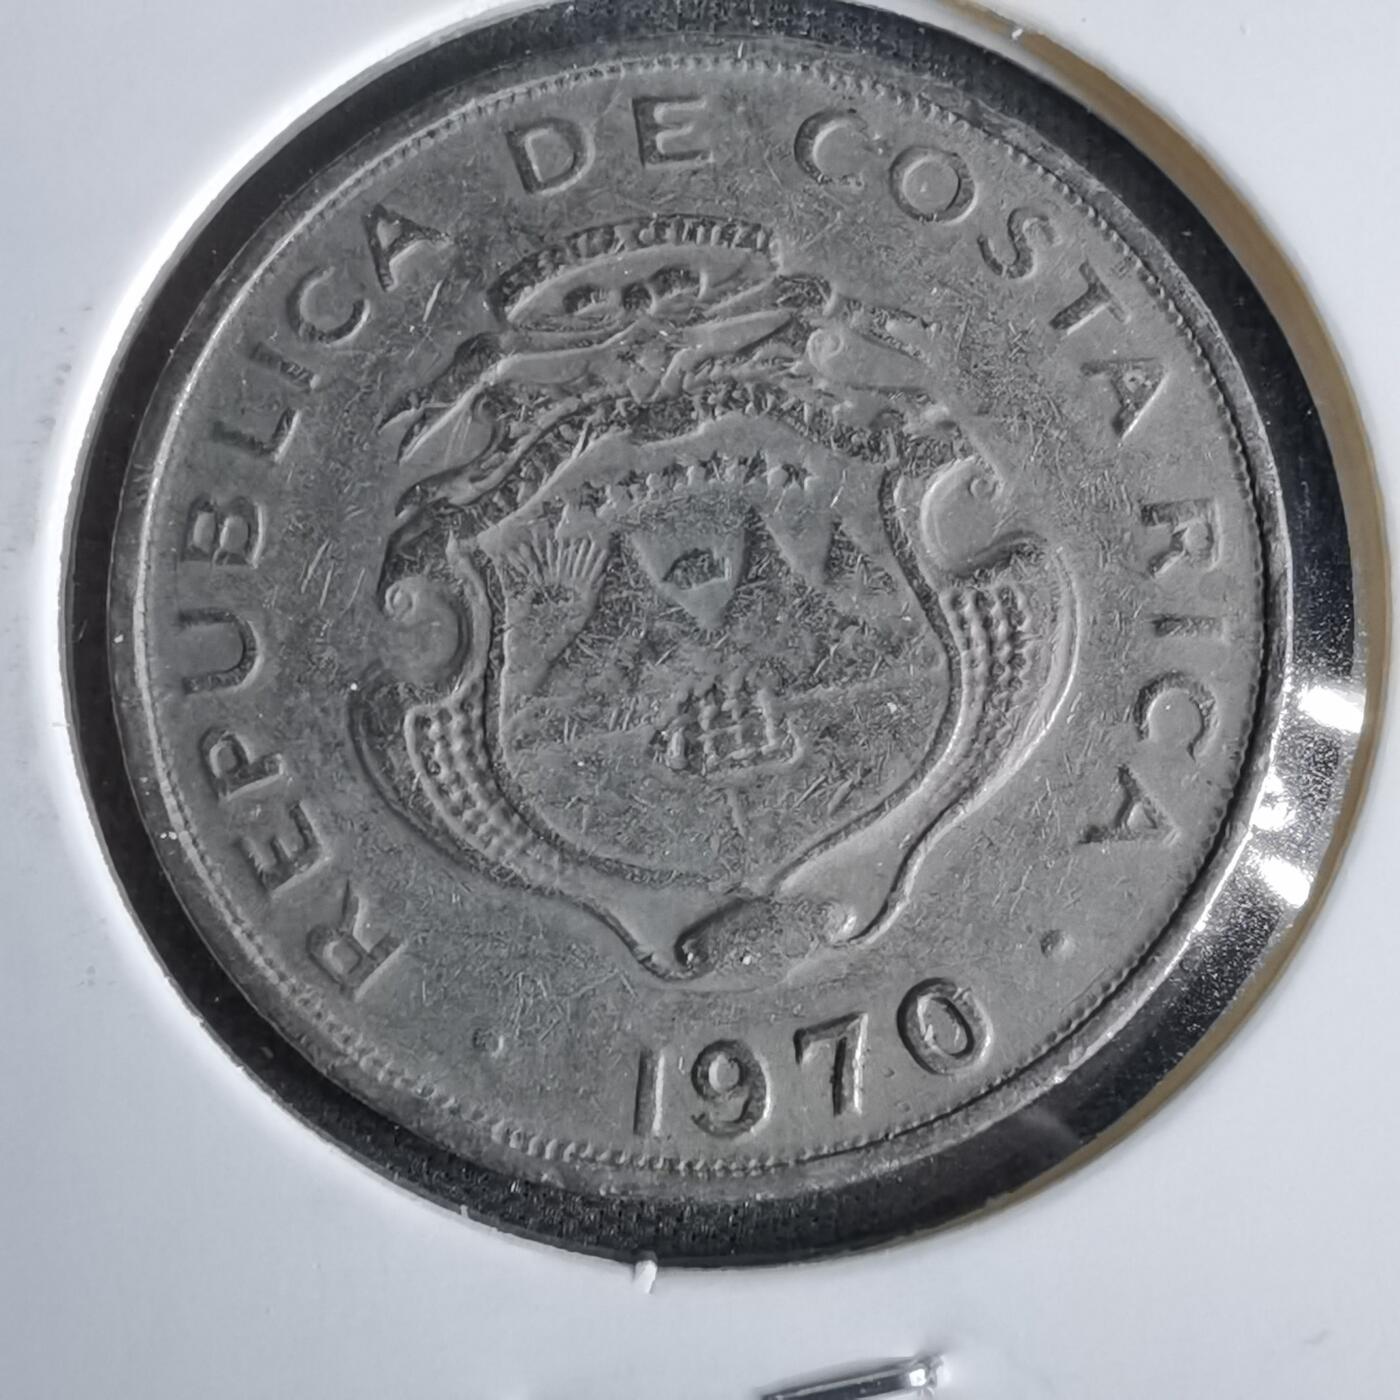 REPUBLICA DE COSTA RICA
1970